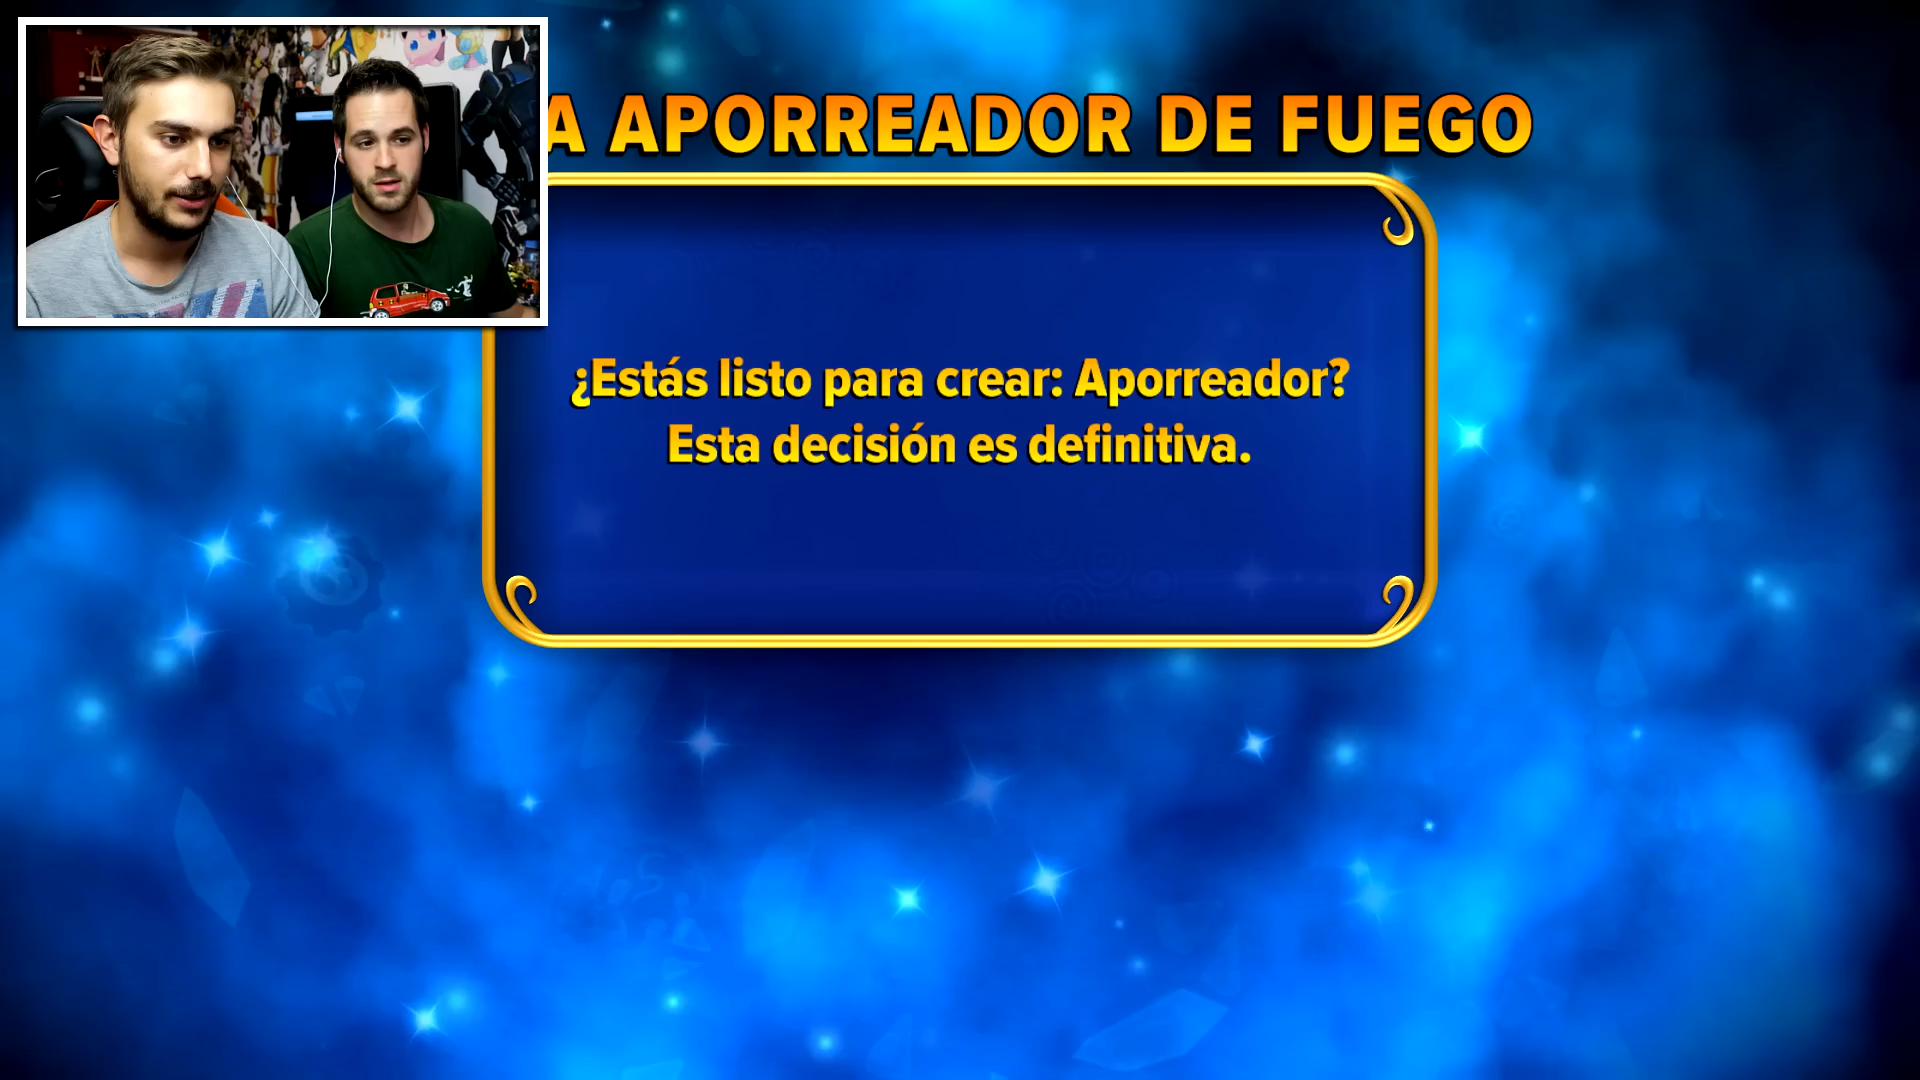 A APORREADOR DE FUEGO
¿Estás listo para crear: Aporreador?
Esta decisión es definitiva.